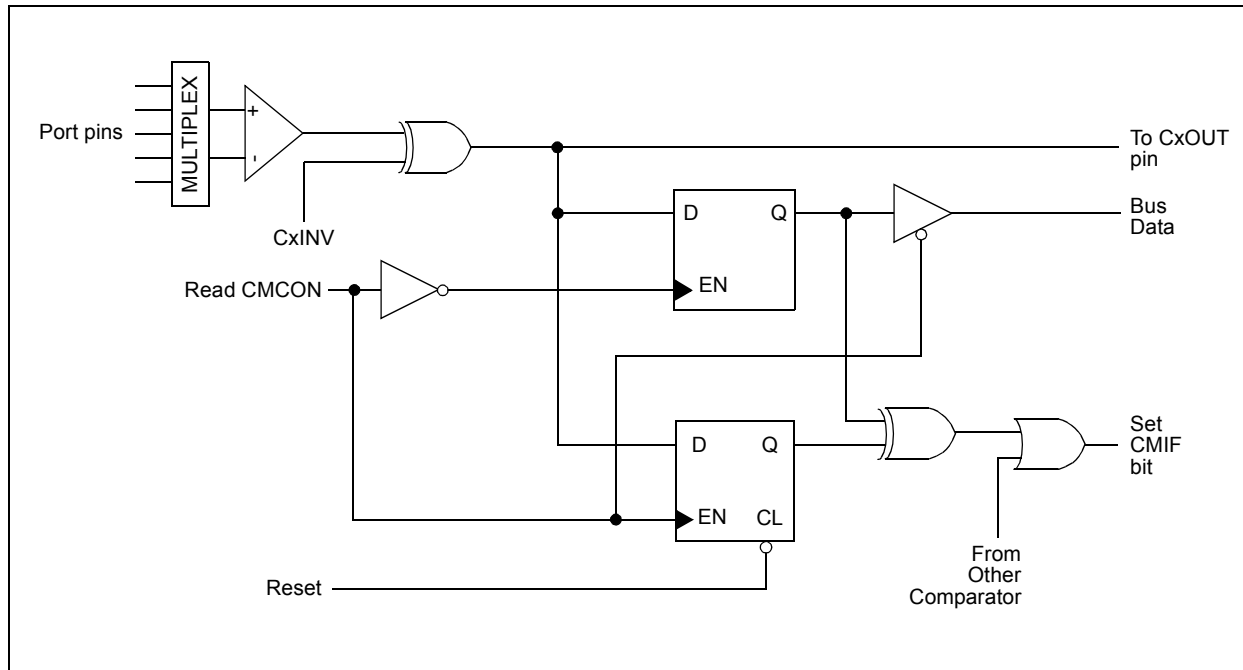 MULTIPLEX
Port pins
+
-
CxINV
To CxOUT
pin
D
Q
EN
Bus
Data
Read CMCON
D
Q
EN
CL
Set
CMIF
bit
From
Other
Comparator
Reset